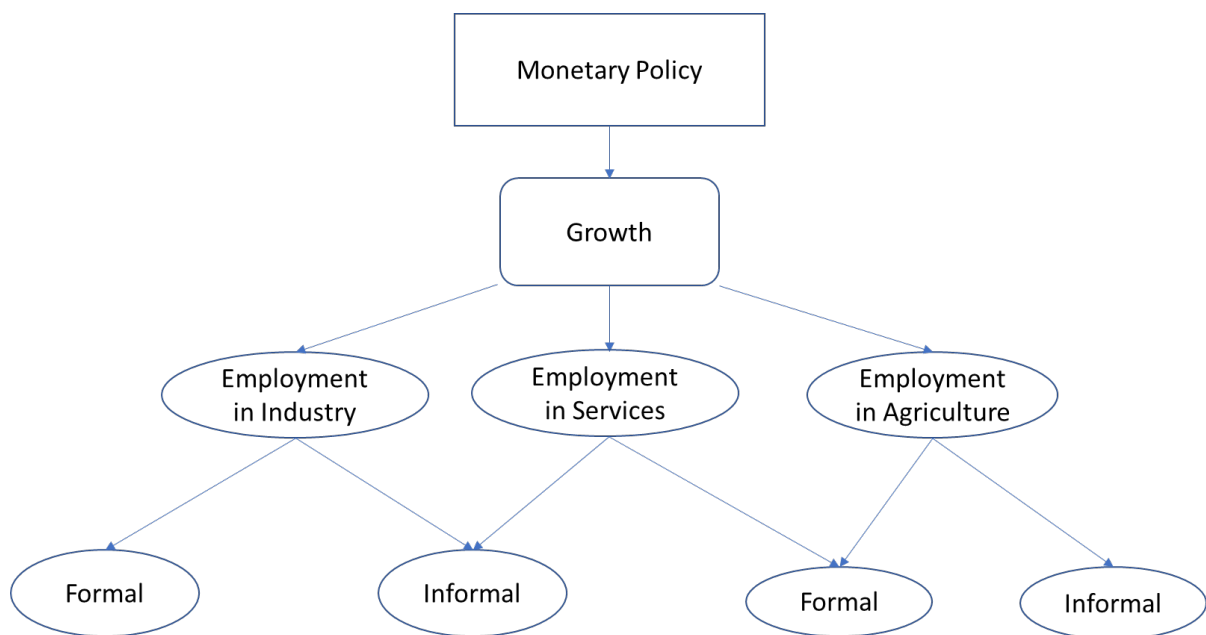 Monetary Policy
Growth
Employment
in Industry
Employment
in Services
Employment
in Agriculture
Formal
Informal
Formal
Informal